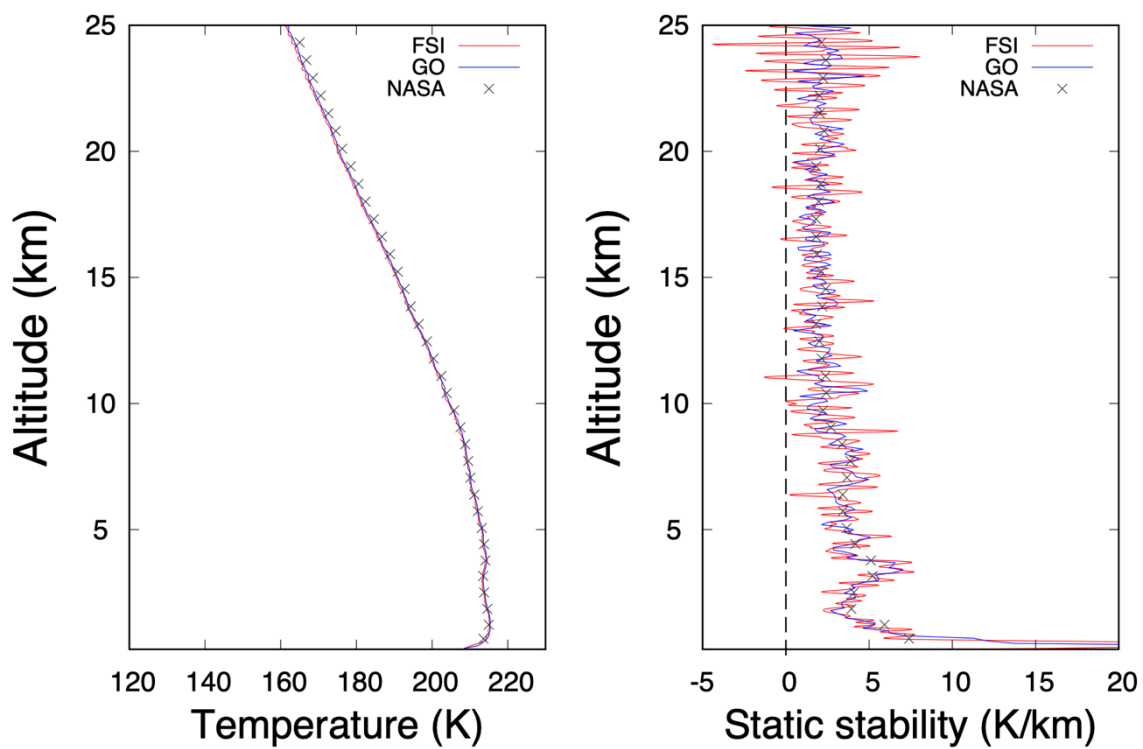 25
20
15
10
5
120 140 160 180 200 220
Altitude (km)
Temperature (K)
FSI
GO
NASA
25
20
15
10
5
-5 0 5 10 15 20
Altitude (km)
Static stability (K/km)
FSI
GO
NASA